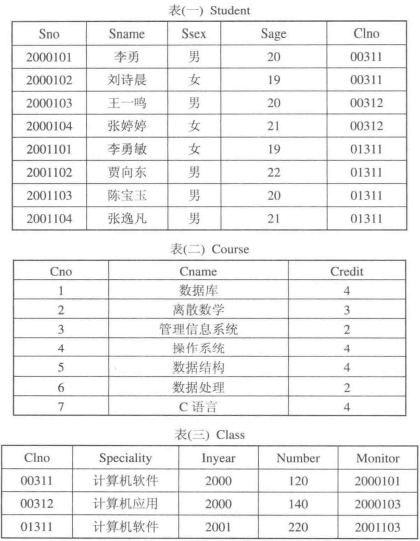 表(一) Student
Sno Sname Ssex Sage Clno
2000101 李勇 男 20 00311
2000102 刘诗晨 女 19 00311
2000103 王一鸣 男 20 00312
2000104 张婷婷 女 21 00312
2001101 李勇敏 女 19 01311
2001102 贾向东 男 22 01311
2001103 陈宝玉 男 20 01311
2001104 张逸凡 男 21 01311
表(二) Course
Cno Cname Credit
1 数据库 4
2 离散数学 3
3 管理信息系统 2
4 操作系统 4
5 数据结构 4
6 数据处理 2
7 C 语言 4
表(三) Class
Clno Speciality Inyear Number Monitor
00311 计算机软件 2000 120 2000101
00312 计算机应用 2000 140 2000103
01311 计算机软件 2001 220 2001103